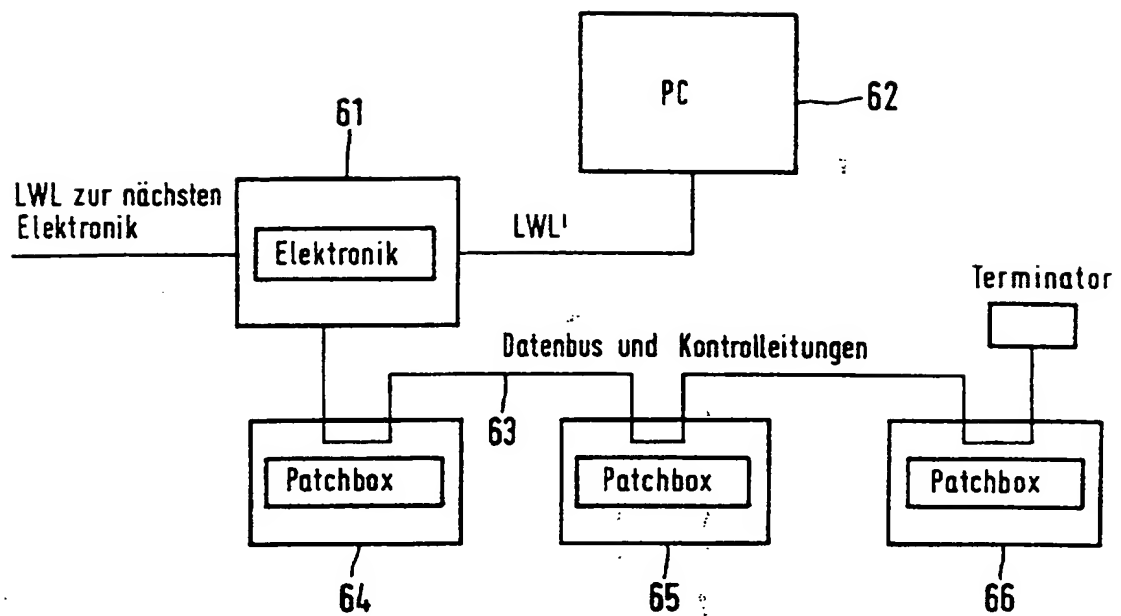 PC
62
61
LWL zur nächsten
Elektronik
Elektronik
LWL'
Terminator
Datenbus und Kontrolleitungen
63
Patchbox
Patchbox
Patchbox
64
65
66